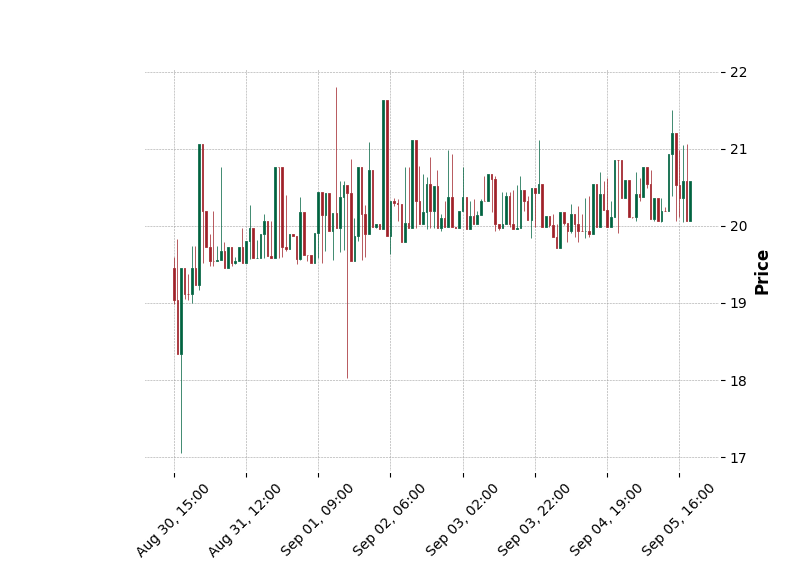 22
21
20
19
18
17
Price
Aug 30, 15:00
Aug 31, 12:00
Sep 01, 09:00
Sep 02, 06:00
Sep 03, 02:00
Sep 03, 22:00
Sep 04, 19:00
Sep 05, 16:00